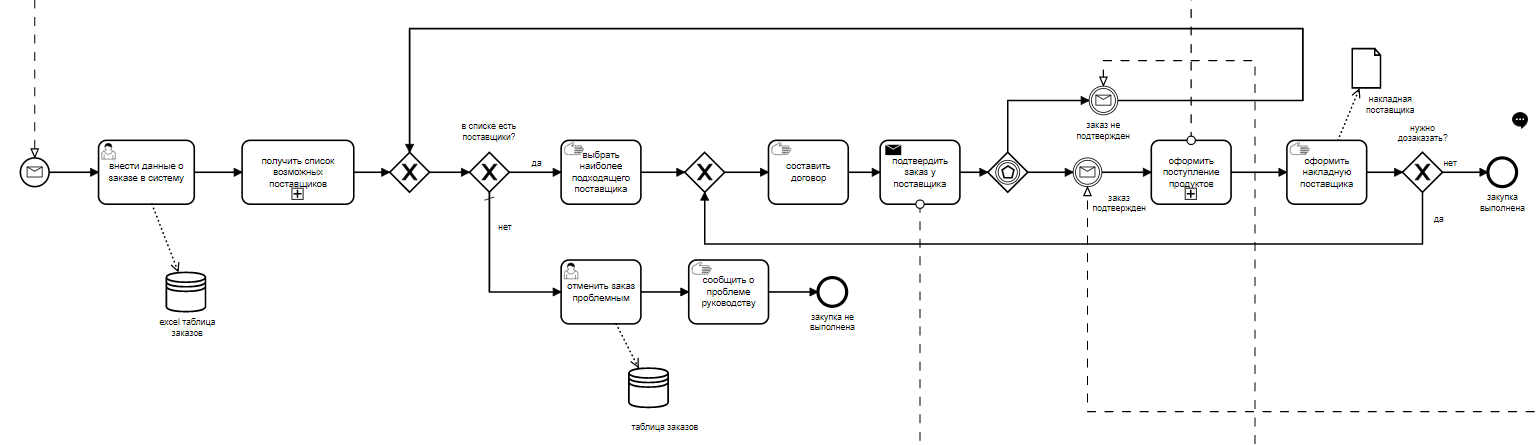 внести данные о
заказе в систему
получить список
возможных
поставщиков
в списке есть
поставщики?
да
нет
выбрать
наиболее
подходящего
поставщика
составить
договор
подтвердить
заказ у
поставщика
заказ не
подтвержден
заказ
подтвержден
оформить
поступление
продуктов
оформить
накладную
поставщика
накладная
поставщика
нужно
дозаказать?
нет
да
закупка
выполнена
отменить заказ
проблемным
сообщить о
проблеме
руководству
закупка не
выполнена
excel таблица
заказов
таблица заказов